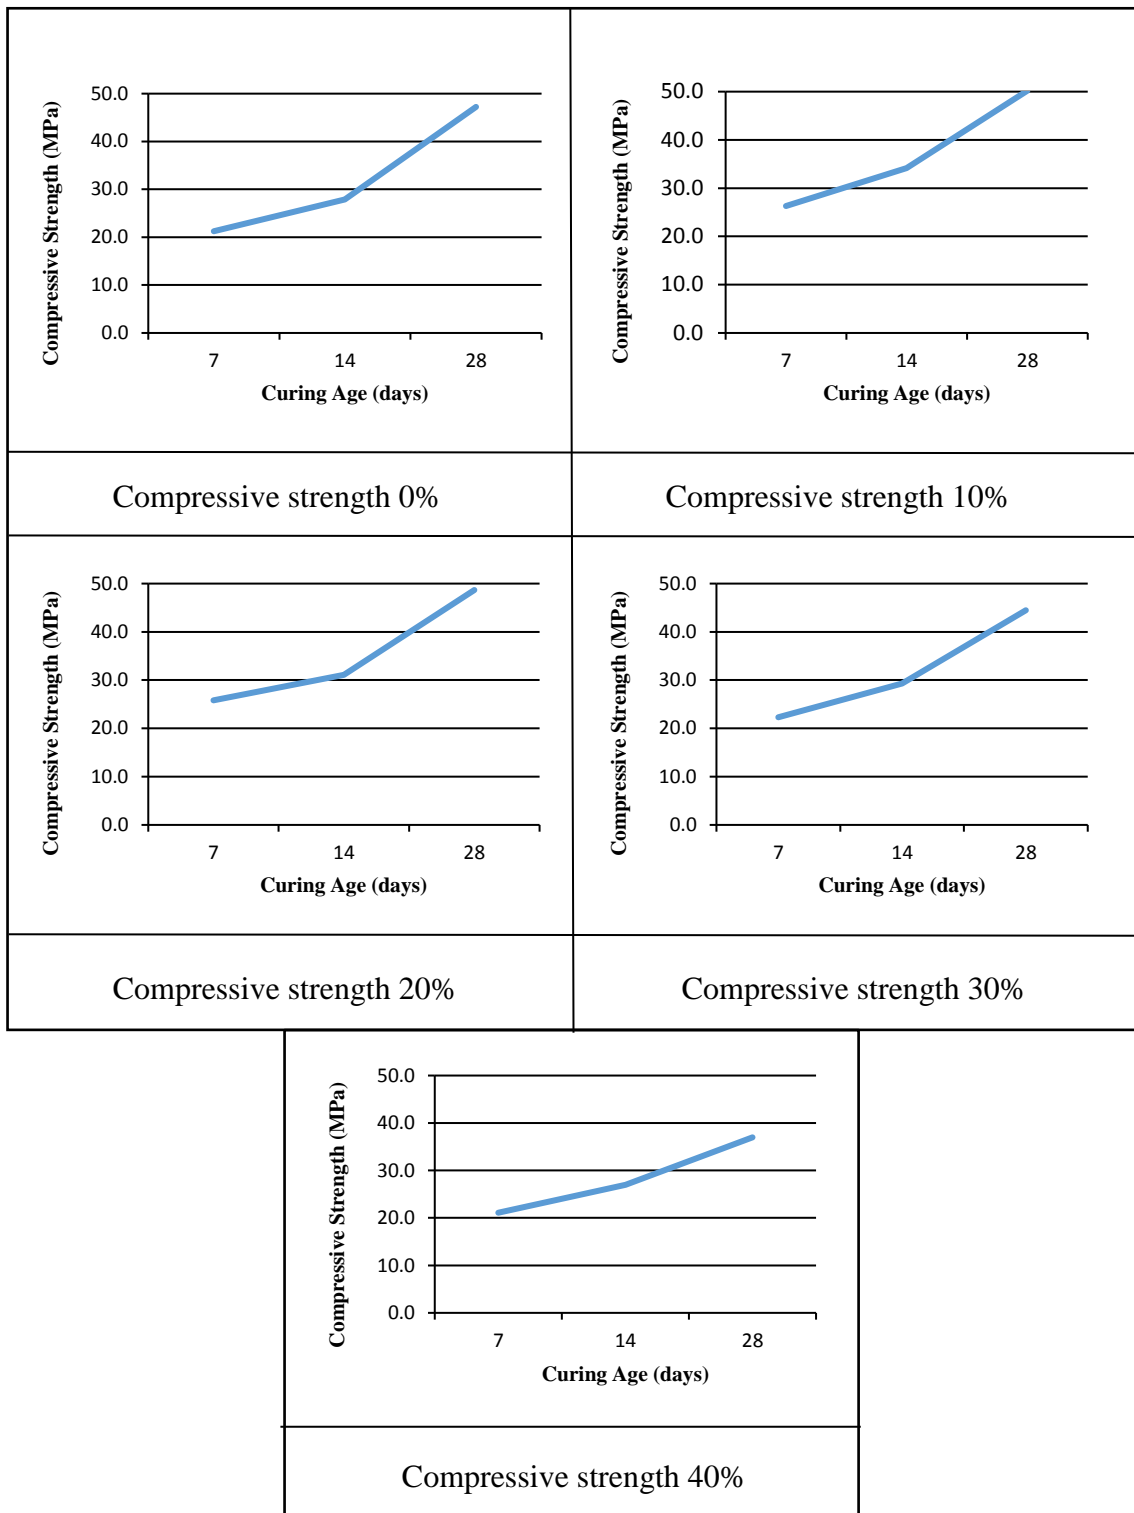 Compressive Strength (MPa)
50.0
40.0
30.0
20.0
10.0
0.0
7 14 28
Curing Age (days)
Compressive Strength (MPa)
50.0
40.0
30.0
20.0
10.0
0.0
7 14 28
Curing Age (days)
Compressive strength 0%
Compressive strength 10%
Compressive Strength (MPa)
50.0
40.0
30.0
20.0
10.0
0.0
7 14 28
Curing Age (days)
Compressive Strength (MPa)
50.0
40.0
30.0
20.0
10.0
0.0
7 14 28
Curing Age (days)
Compressive strength 20%
Compressive strength 30%
Compressive Strength (MPa)
50.0
40.0
30.0
20.0
10.0
0.0
7 14 28
Curing Age (days)
Compressive strength 40%